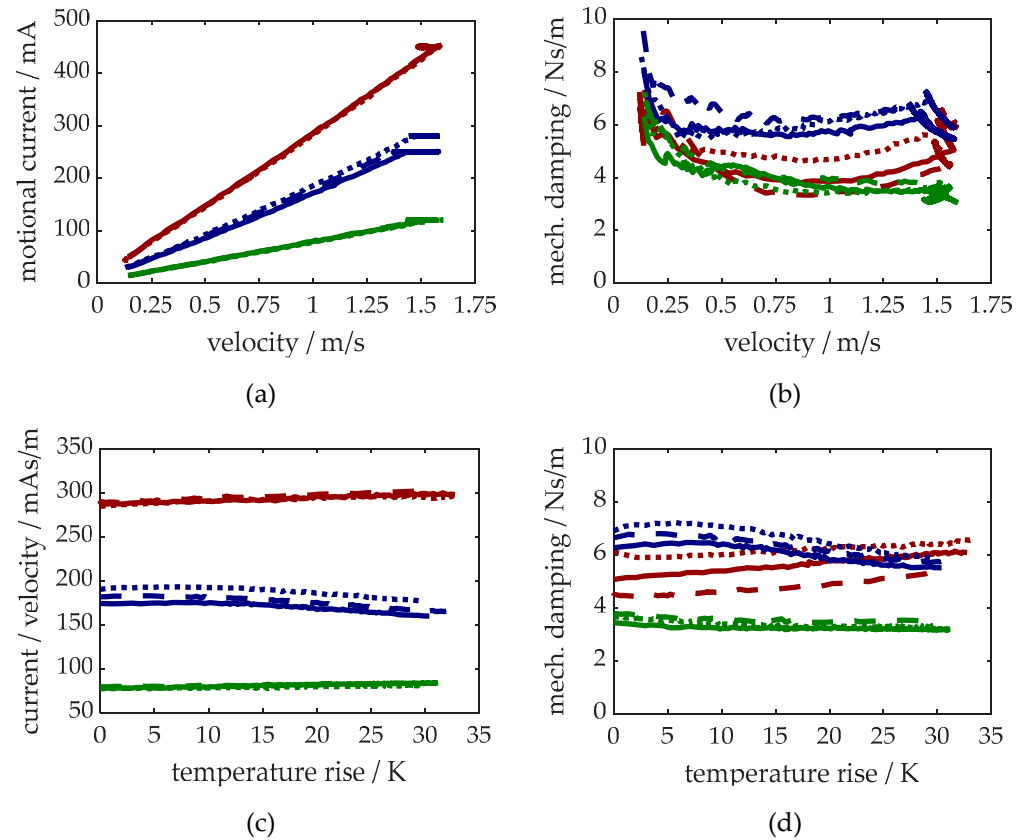 500
400
300
200
100
0
motional current / mA
0 0.25 0.5 0.75 1 1.25 1.5 1.75
velocity / m/s
(a)
10
8
6
4
2
0
mech. damping / Ns/m
0 0.25 0.5 0.75 1 1.25 1.5 1.75
velocity / m/s
(b)
350
300
250
200
150
100
50
current / velocity / mAs/m
0 5 10 15 20 25 30 35
temperature rise / K
(c)
10
8
6
4
2
0
mech. damping / Ns/m
0 5 10 15 20 25 30 35
temperature rise / K
(d)